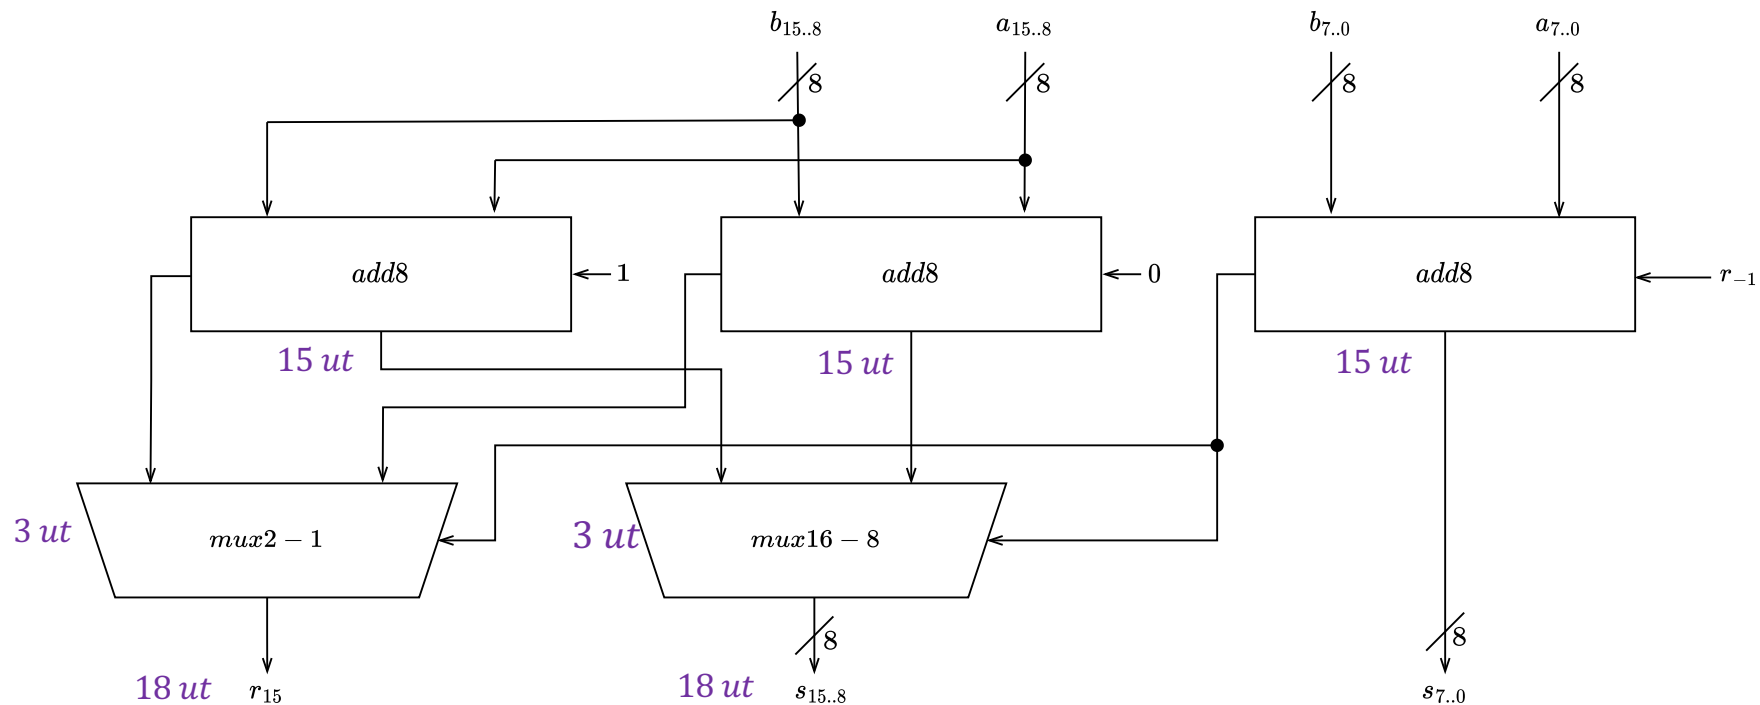 b15..8 a15..8 b7..0 a7..0
8 8 8 8
add8 1 add8 0 add8 r−1
15 ut 15 ut 15 ut
3 ut mux2 − 1 3 ut mux16 − 8
8 8
18 ut r15 18 ut s15..8 s7..0